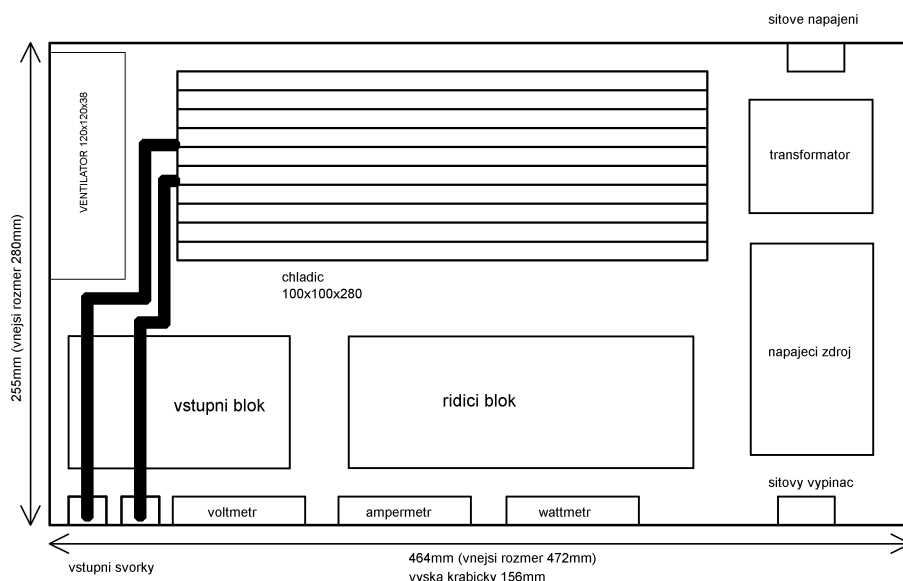 sitove napajeni
VENTILATOR 120x120x38
transformator
chladic
100x100x280
255mm (vnejsi rozmer 280mm)
vstupni blok
ridici blok
napajeci zdroj
sitovy vypinac
voltmetr
ampermetr
wattmetr
vstupni svorky
464mm (vnejsi rozmer 472mm)
vyska krabicky 156mm